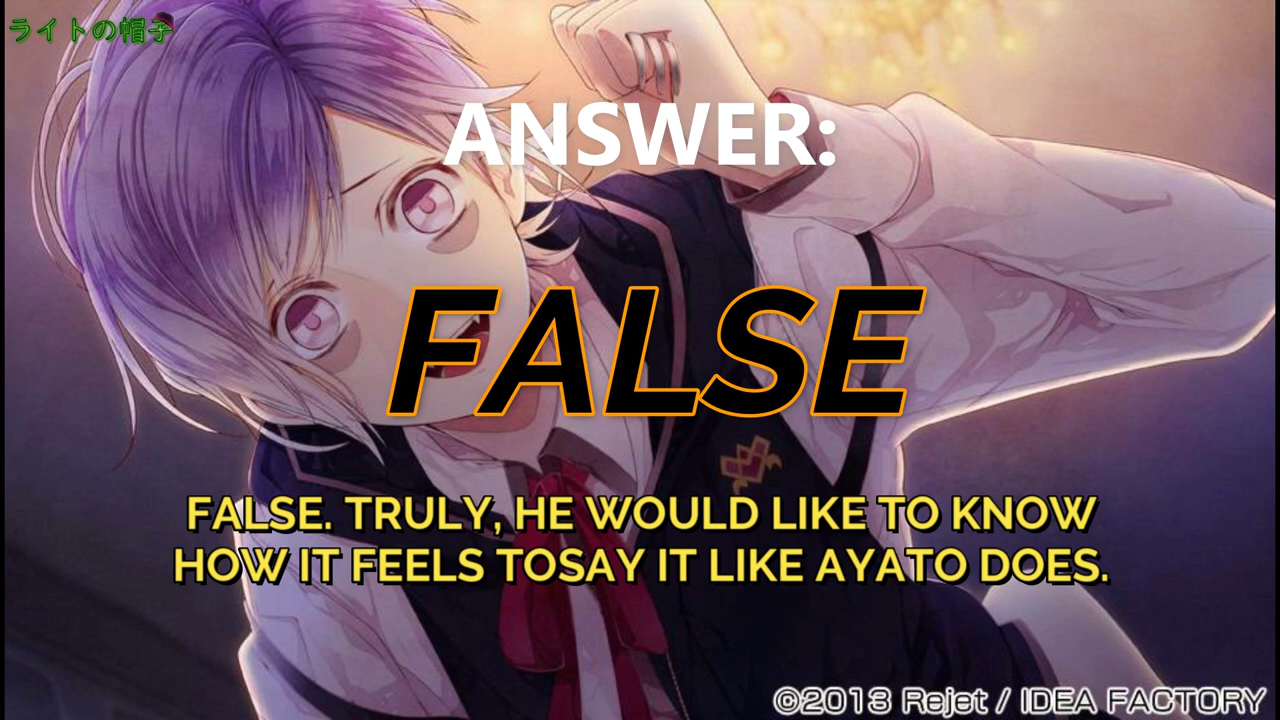 ライトの帽子
ANSWER:
FALSE
FALSE. TRULY, HE WOULD LIKE TO KNOW
HOW IT FEELS TOSAY IT LIKE AYATO DOES.
©2013 Rejet / IDEA FACTORY